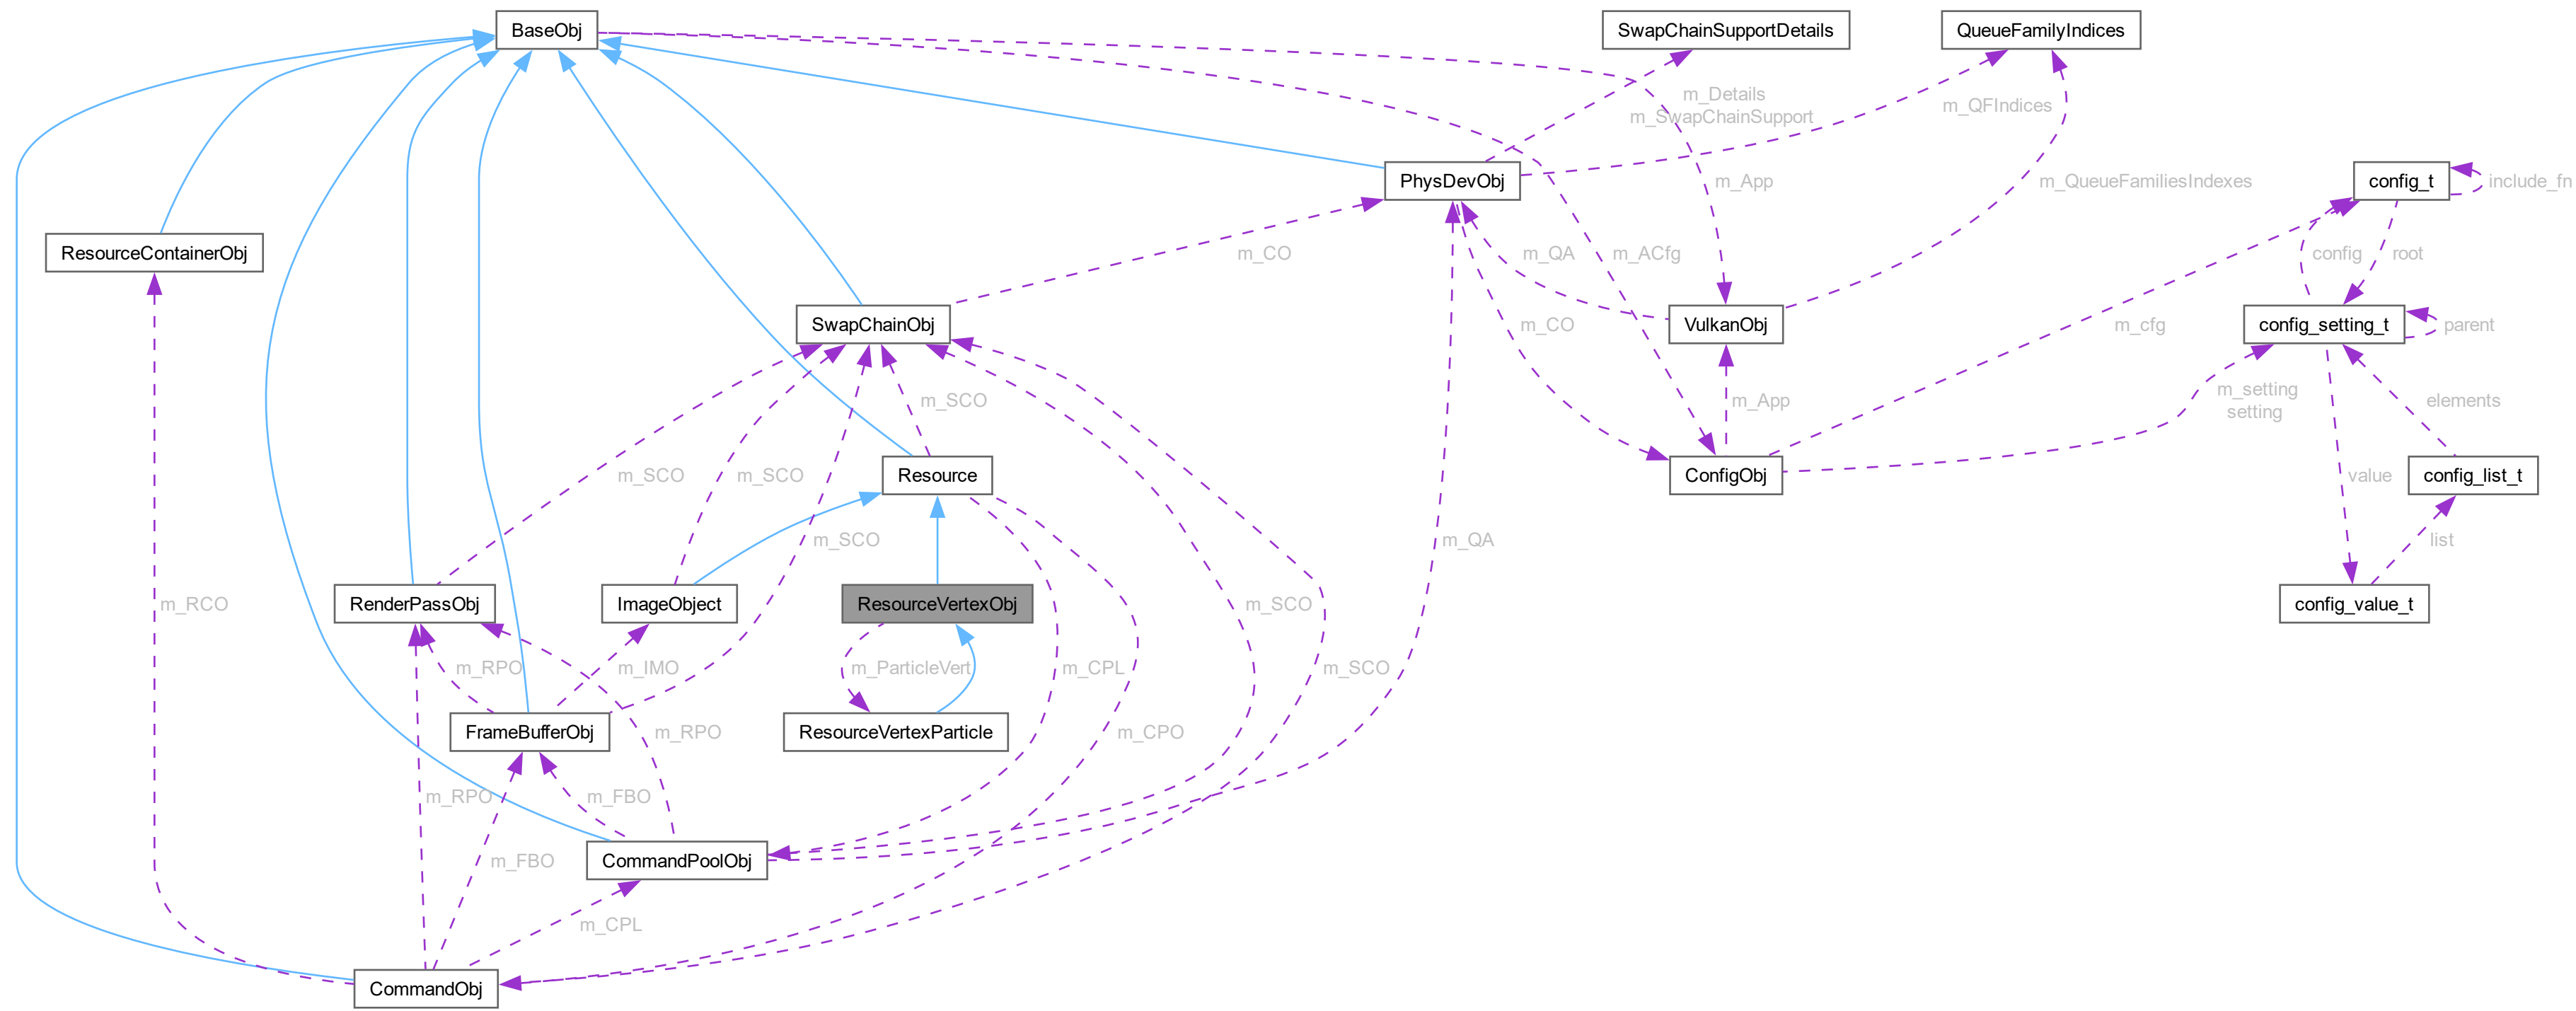 BaseObj
SwapChainSupportDetails
QueueFamilyIndices
m_Details
m_SwapChainSupport
m_QFIndices
PhysDevObj
m_App
m_QueueFamiliesIndexes
config_t
include_fn
ResourceContainerObj
m_CO
m_QA
m_ACfg
config
root
SwapChainObj
m_CO
VulkanObj
m_cfg
config_setting_t
parent
m_SCO
m_App
m_setting
setting
elements
m_SCO
m_SCO
Resource
ConfigObj
value
config_list_t
m_SCO
m_QA
list
m_RCO
RenderPassObj
ImageObject
ResourceVertexObj
m_SCO
config_value_t
m_RPO
m_IMO
m_ParticleVert
m_CPL
m_SCO
FrameBufferObj
m_RPO
ResourceVertexParticle
m_CPO
m_RPO
m_FBO
m_FBO
CommandPoolObj
m_CPL
CommandObj